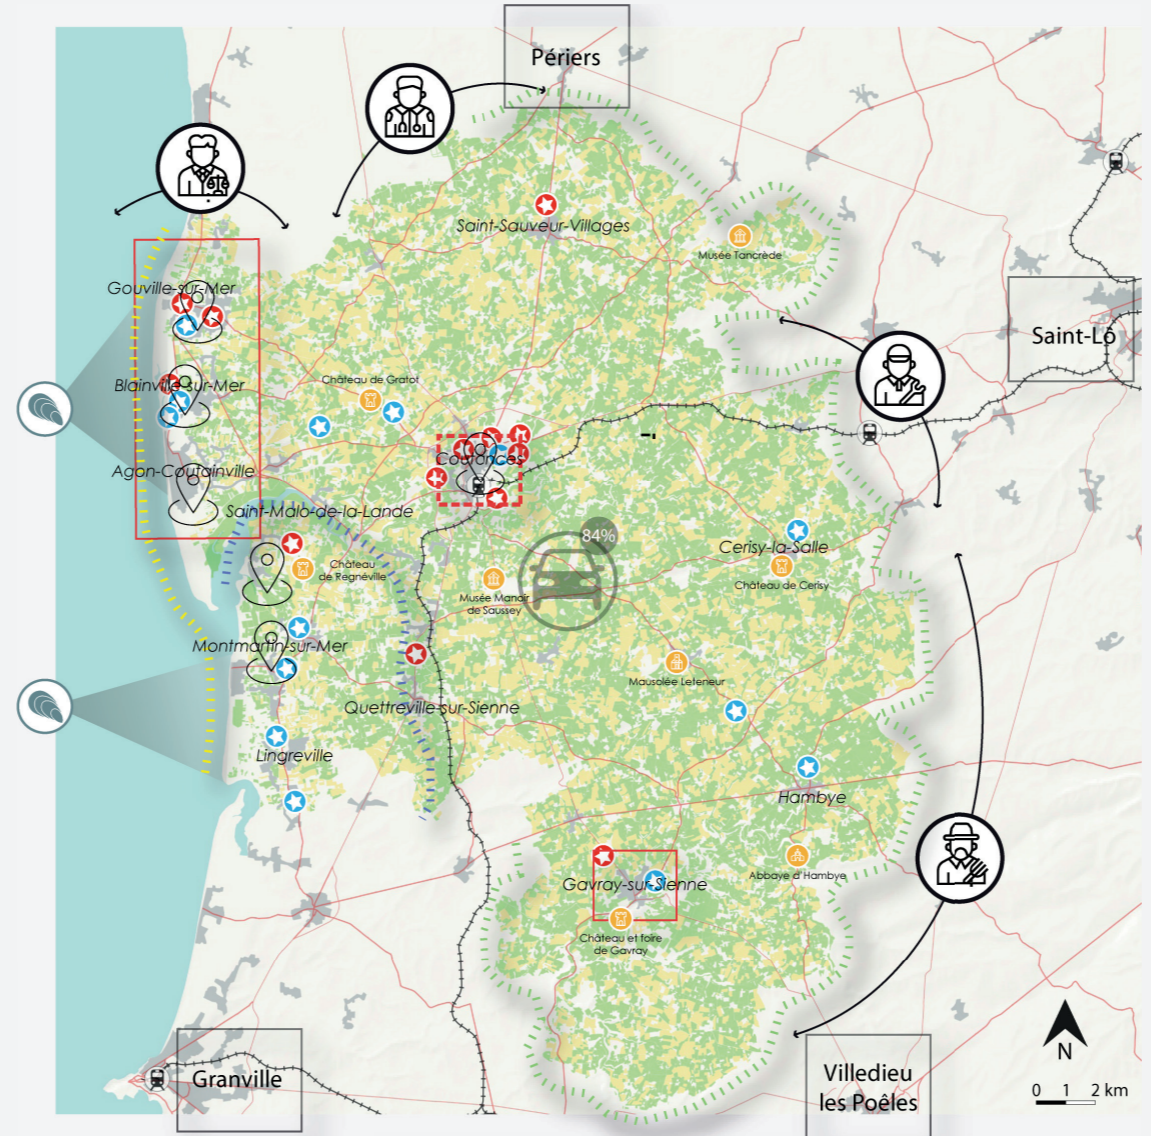 Périers
Saint-Sauveur-Villages
Musée Tancrède
Gouville-sur-Mer
Saint-Lô
Château de Gratot
Blainville-sur-Mer
Coutances
Agon-Coutainville
Saint-Malo-de-la-Lande
84%
Cerisy-la-Salle
Château
de Regnéville
Château de Cerisy
Musée Manoir
de Saussey
Montmartin-sur-Mer
Mausolée Leteneur
Quettreville-sur-Sienne
Lingreville
Hambye
Abbaye d'Hambye
Gavray-sur-Sienne
Château et foire
de Gavray
N
Granville
Villedieu
les Poêles
0 1 2 km